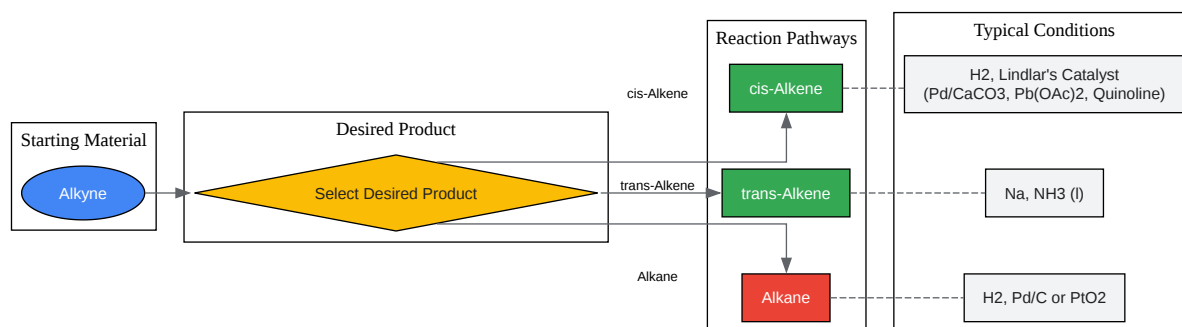 Reaction Pathways
Typical Conditions
cis-Alkene
cis-Alkene
H2, Lindlar's Catalyst
(Pd/CaCO3, Pb(OAc)2, Quinoline)
Starting Material
Desired Product
Alkyne
Select Desired Product
trans-Alkene
trans-Alkene
Na, NH3 (l)
Alkane
Alkane
H2, Pd/C or PtO2